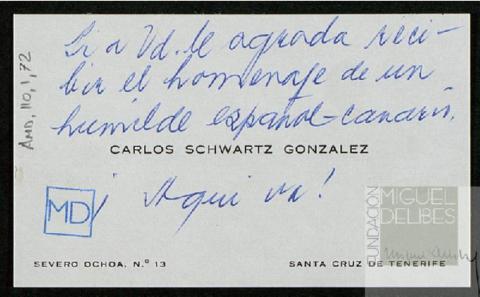 Si a Vd. le agrada reci-
bir el homenaje de un
humilde español-canario,
CARLOS SCHWARTZ GONZALEZ
¡Aqui va!
MD
SEVERO OCHOA, N.º 13
SANTA CRUZ DE TENERIFE
AMD, 110, 1, 72
FUNDACIÓN
MIGUEL
DELIBES